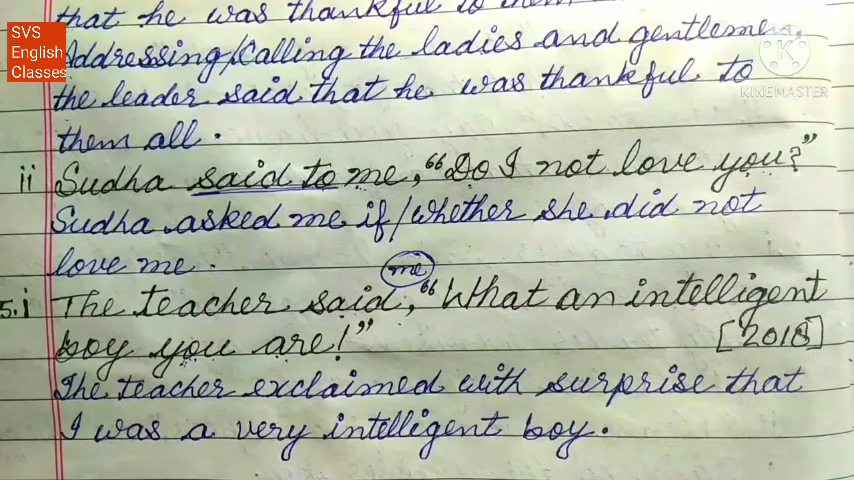 that he was thankful to them
SVS
English
Classes
Addressing/Calling the ladies and gentlemen,
KINEMASTER
the leader said that he was thankful to
them all.
ii Sudha said to me, "Do I not love you?"
Sudha asked me if/whether she did not
love me.
me
5.i The teacher said, "What an intelligent
boy you are!" [2018]
The teacher exclaimed with surprise that
I was a very intelligent boy.